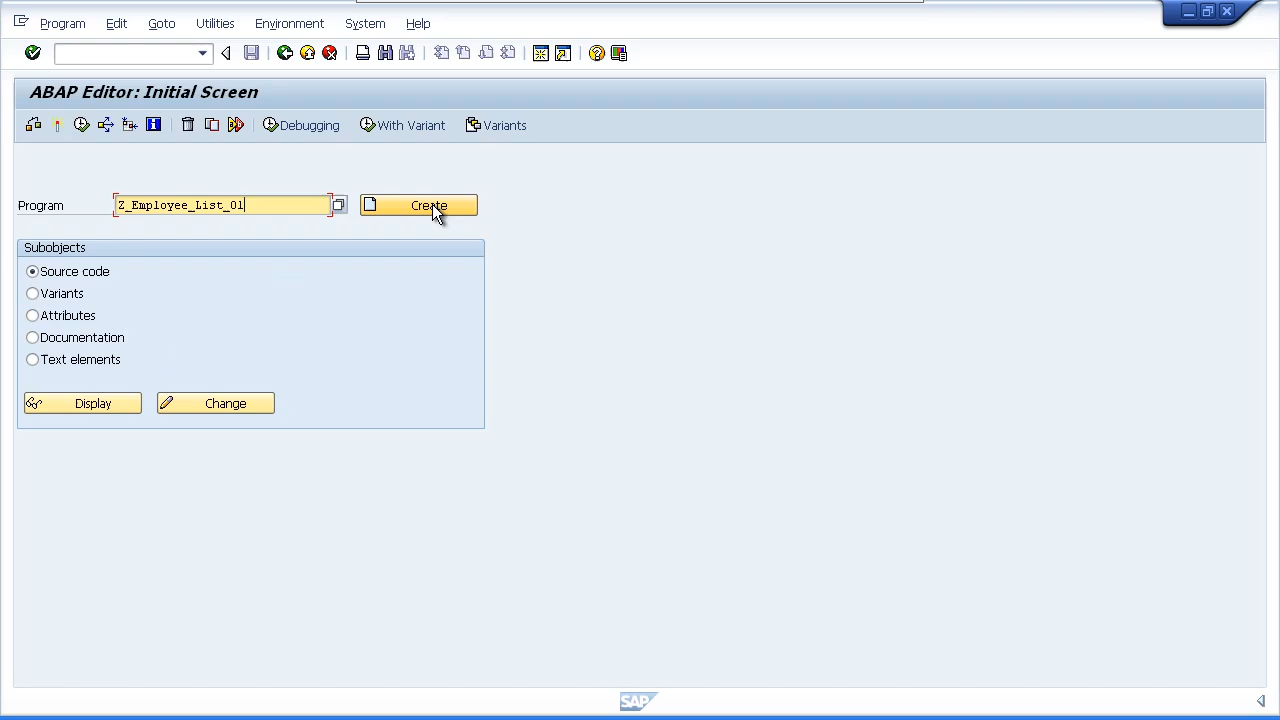 Program Edit Goto Utilities Environment System Help
ABAP Editor: Initial Screen
Debugging With Variant Variants
Program Z_Employee_List_01 Create
Subobjects
Source code
Variants
Attributes
Documentation
Text elements
Display Change
SAP